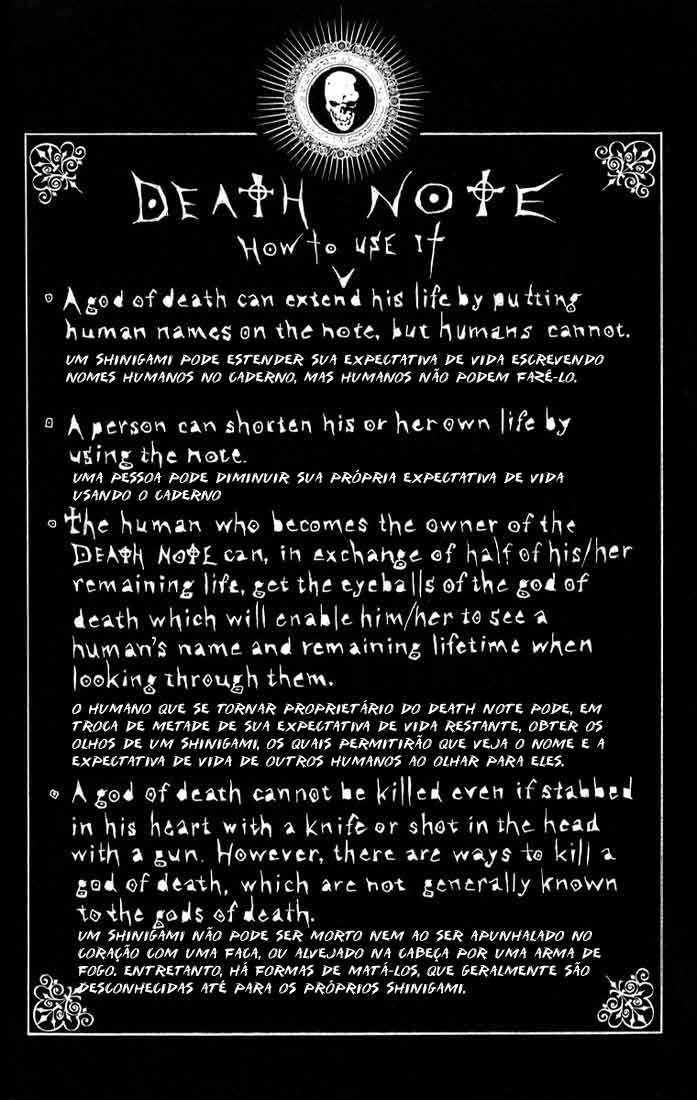 DEATH NOTE
How to use it
A god of death can extend his life by putting
human names on the note, but humans cannot.
UM SHINIGAMI PODE ESTENDER SUA EXPECTATIVA DE VIDA ESCREVENDO
NOMES HUMANOS NO CADERNO, MAS HUMANOS NÃO PODEM FAZÊ-LO.
A person can shorten his or her own life by
using the note.
UMA PESSOA PODE DIMINUIR SUA PRÓPRIA EXPECTATIVA DE VIDA
USANDO O CADERNO
The human who becomes the owner of the
DEATH NOTE can, in exchange of half of his/her
remaining life, get the eyeballs of the god of
death which will enable him/her to see a
human's name and remaining lifetime when
looking through them.
O HUMANO QUE SE TORNAR PROPRIETÁRIO DO DEATH NOTE PODE, EM
TROCA DE METADE DE SUA EXPECTATIVA DE VIDA RESTANTE, OBTER OS
OLHOS DE UM SHINIGAMI, OS QUAIS PERMITIRÃO QUE VEJA O NOME E A
EXPECTATIVA DE VIDA DE OUTROS HUMANOS AO OLHAR PARA ELES.
A god of death cannot be killed even if stabbed
in his heart with a knife or shot in the head
with a gun. However, there are ways to kill a
god of death, which are not generally known
to the gods of death.
UM SHINIGAMI NÃO PODE SER MORTO NEM AO SER APUNHALADO NO
CORAÇÃO COM UMA FACA, OU ALVEJADO NA CABEÇA POR UMA ARMA DE
FOGO. ENTRETANTO, HÁ FORMAS DE MATÁ-LOS, QUE GERALMENTE SÃO
DESCONHECIDAS ATÉ PARA OS PRÓPRIOS SHINIGAMI.